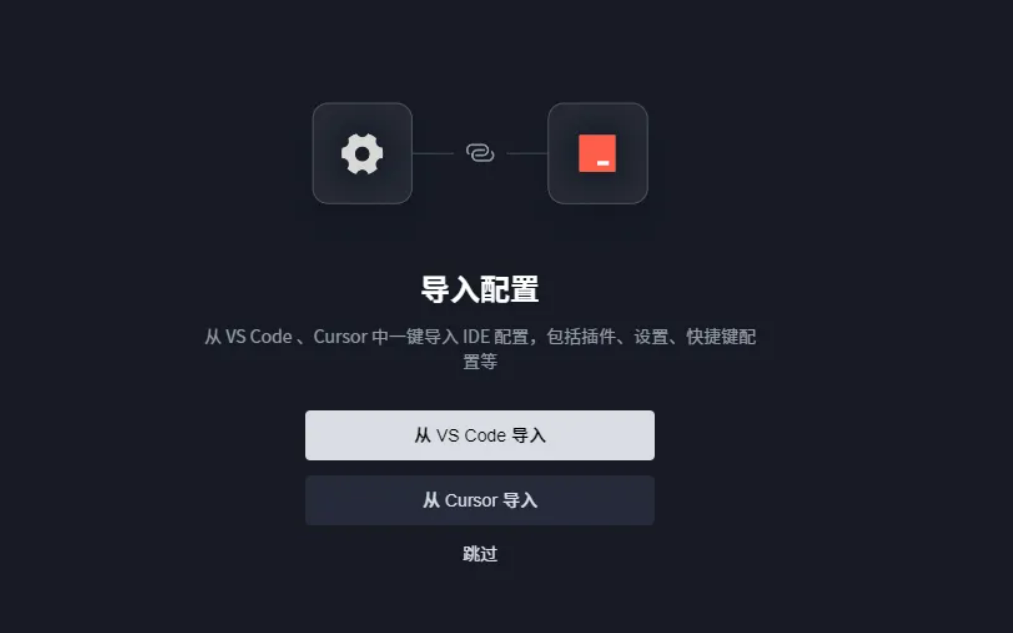 导入配置
从 VS Code 、Cursor 中一键导入 IDE 配置，包括插件、设置、快捷键配
置等
从 VS Code 导入
从 Cursor 导入
跳过